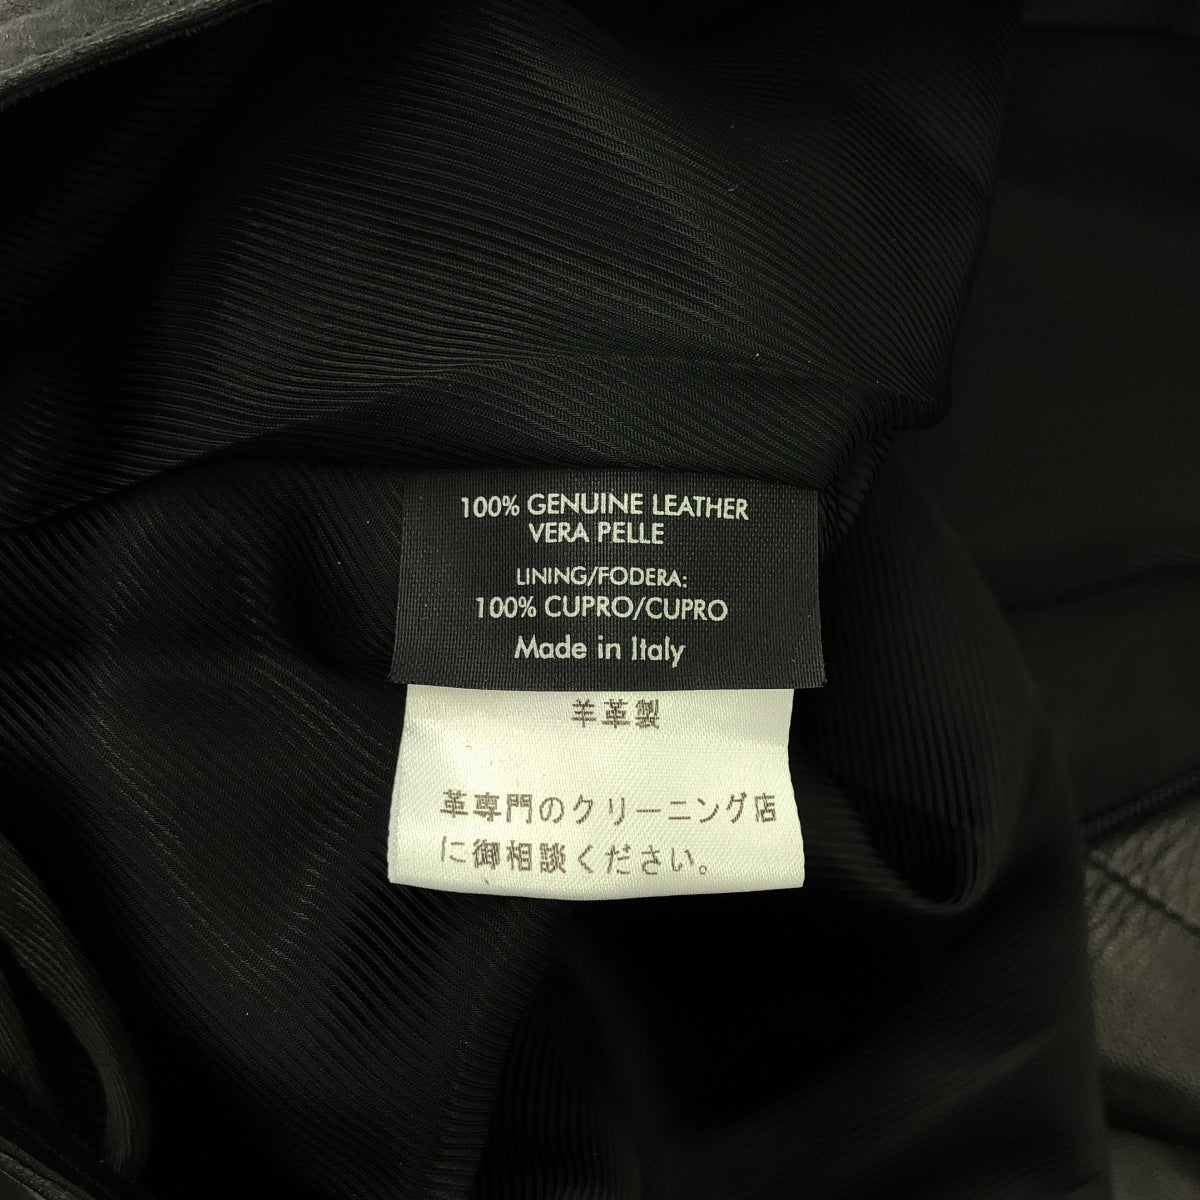 100% GENUINE LEATHER
VERA PELLE
LINING/FODERA:
100% CUPRO/CUPRO
Made in Italy
羊革製
革専門のクリーニング店
に御相談ください。